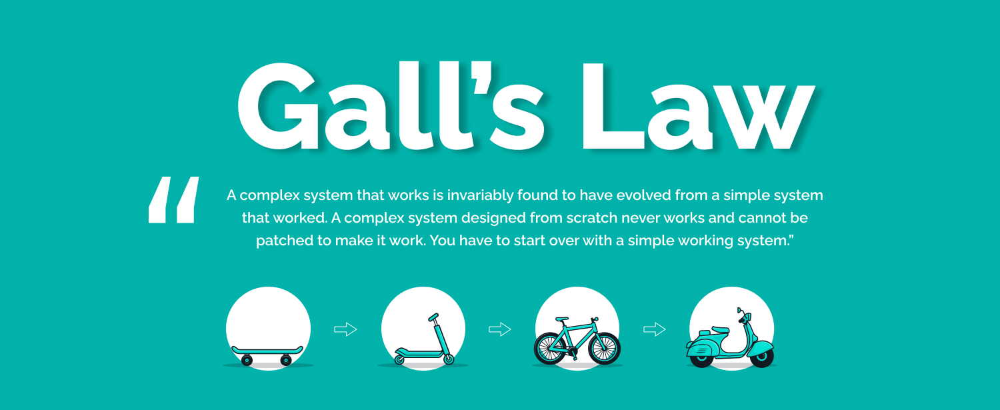 Gall’s Law
“
A complex system that works is invariably found to have evolved from a simple system
that worked. A complex system designed from scratch never works and cannot be
patched to make it work. You have to start over with a simple working system.”